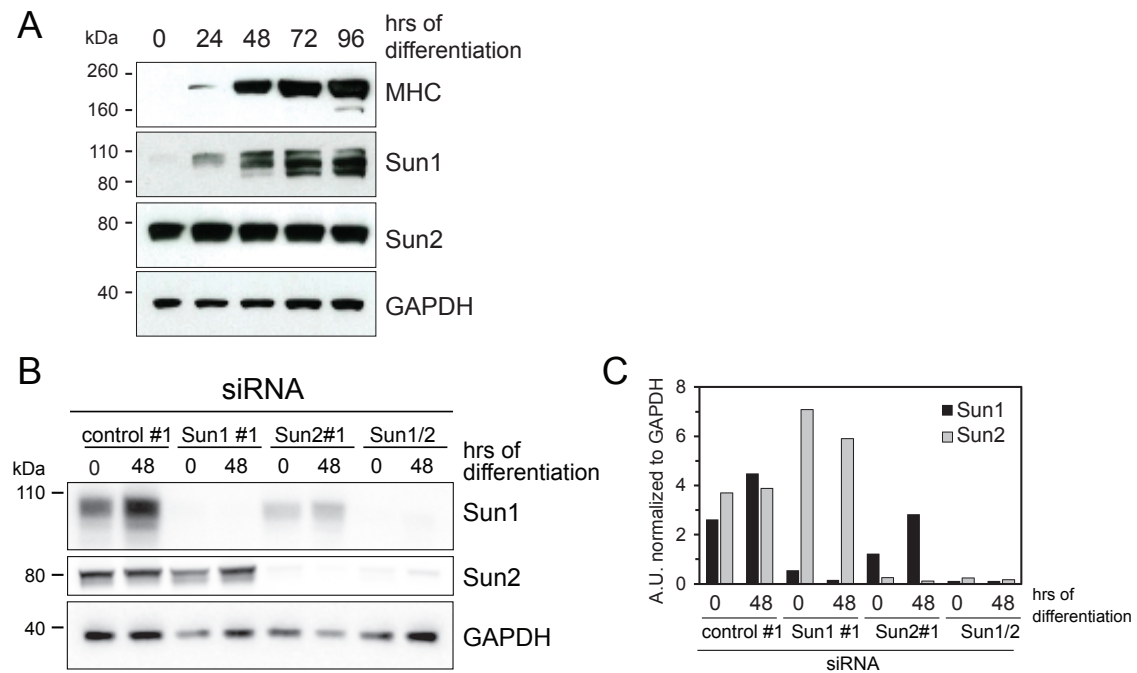 A
kDa 0 24 48 72 96 hrs of
differentiation
260 -
MHC
160 -
110 -
Sun1
80 -
80 -
Sun2
40 -
GAPDH
B
siRNA
control #1 Sun1 #1 Sun2#1 Sun1/2
kDa 0 48 0 48 0 48 0 48 hrs of
differentiation
110
Sun1
80
Sun2
40
GAPDH
C
A.U. normalized to GAPDH
8
6
4
2
0
Sun1
Sun2
0 48 0 48 0 48 0 48 hrs of
differentiation
control #1 Sun1 #1 Sun2#1 Sun1/2
siRNA